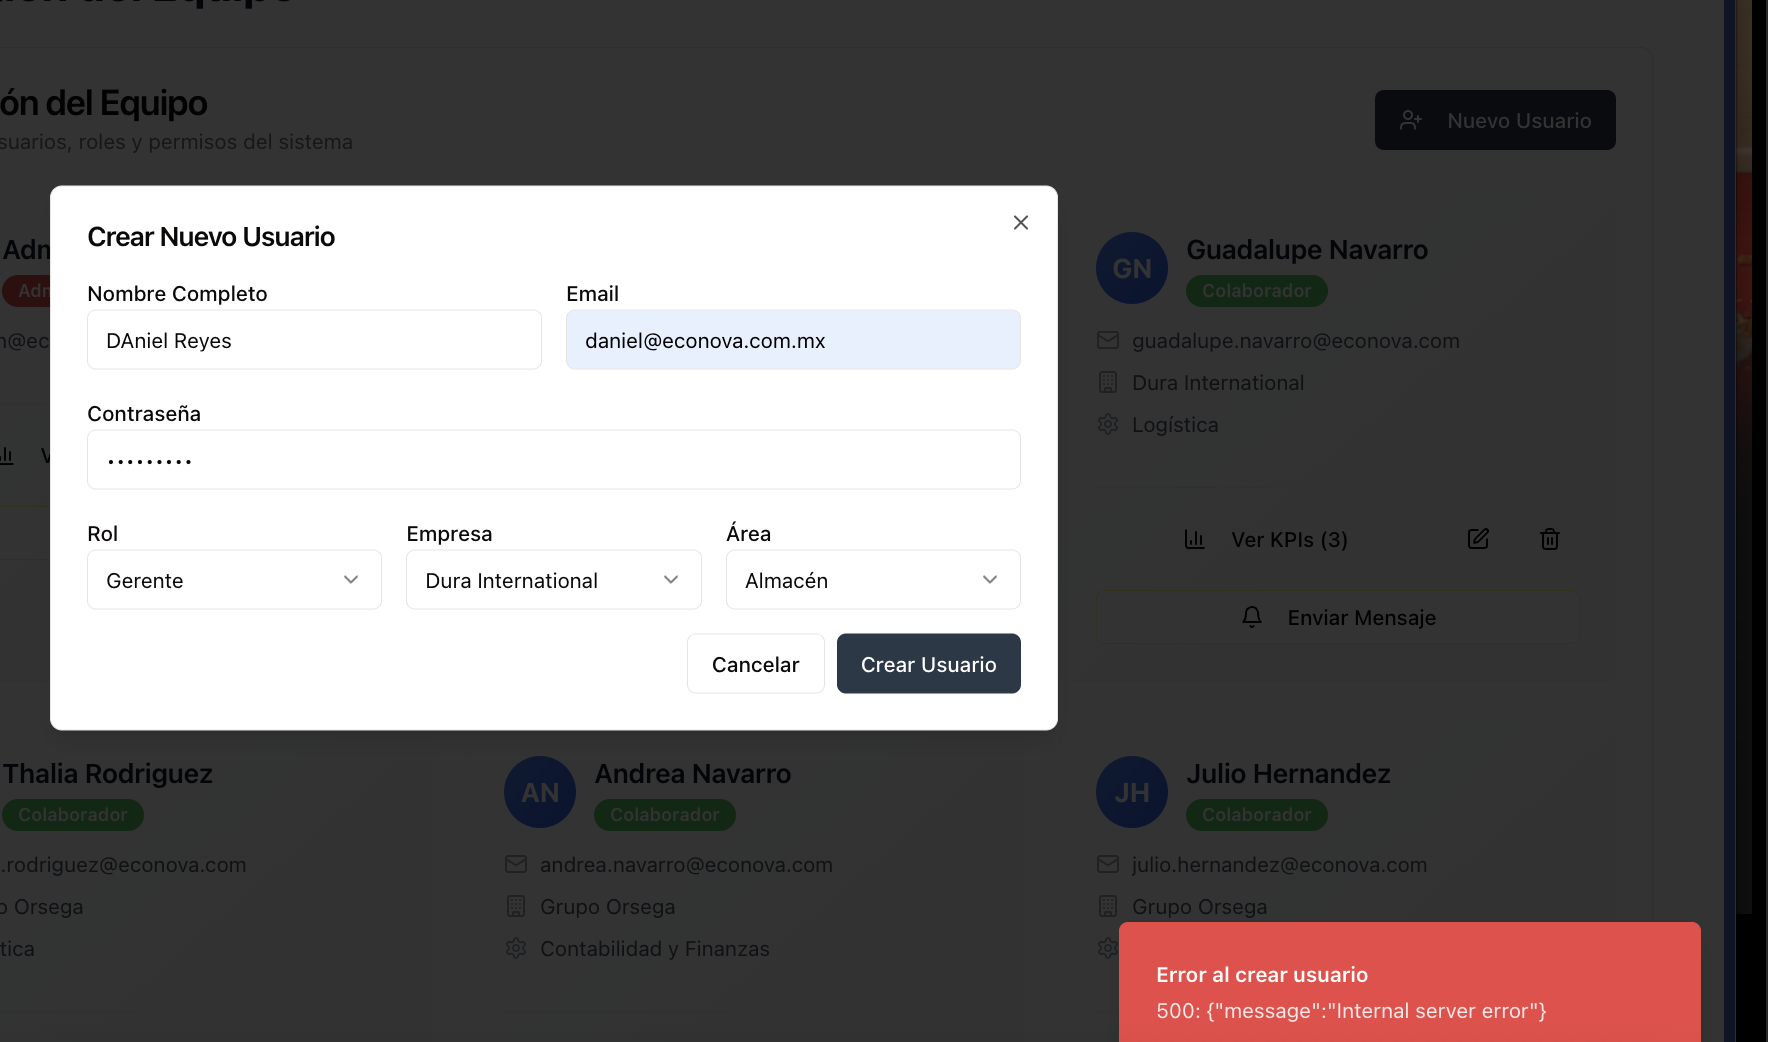 ón del Equipo
suarios, roles y permisos del sistema
Nuevo Usuario
Crear Nuevo Usuario
Nombre Completo
Email
DAniel Reyes
daniel@econova.com.mx
Contraseña
•••••••••
Rol
Empresa
Área
Gerente
Dura International
Almacén
Cancelar
Crear Usuario
Adn
Adn
n@ec
V
GN
Guadalupe Navarro
Colaborador
guadalupe.navarro@econova.com
Dura International
Logística
Ver KPIs (3)
Enviar Mensaje
Thalia Rodriguez
Colaborador
.rodriguez@econova.com
o Orsega
tica
AN
Andrea Navarro
Colaborador
andrea.navarro@econova.com
Grupo Orsega
Contabilidad y Finanzas
JH
Julio Hernandez
Colaborador
julio.hernandez@econova.com
Grupo Orsega
Error al crear usuario
500: {"message":"Internal server error"}